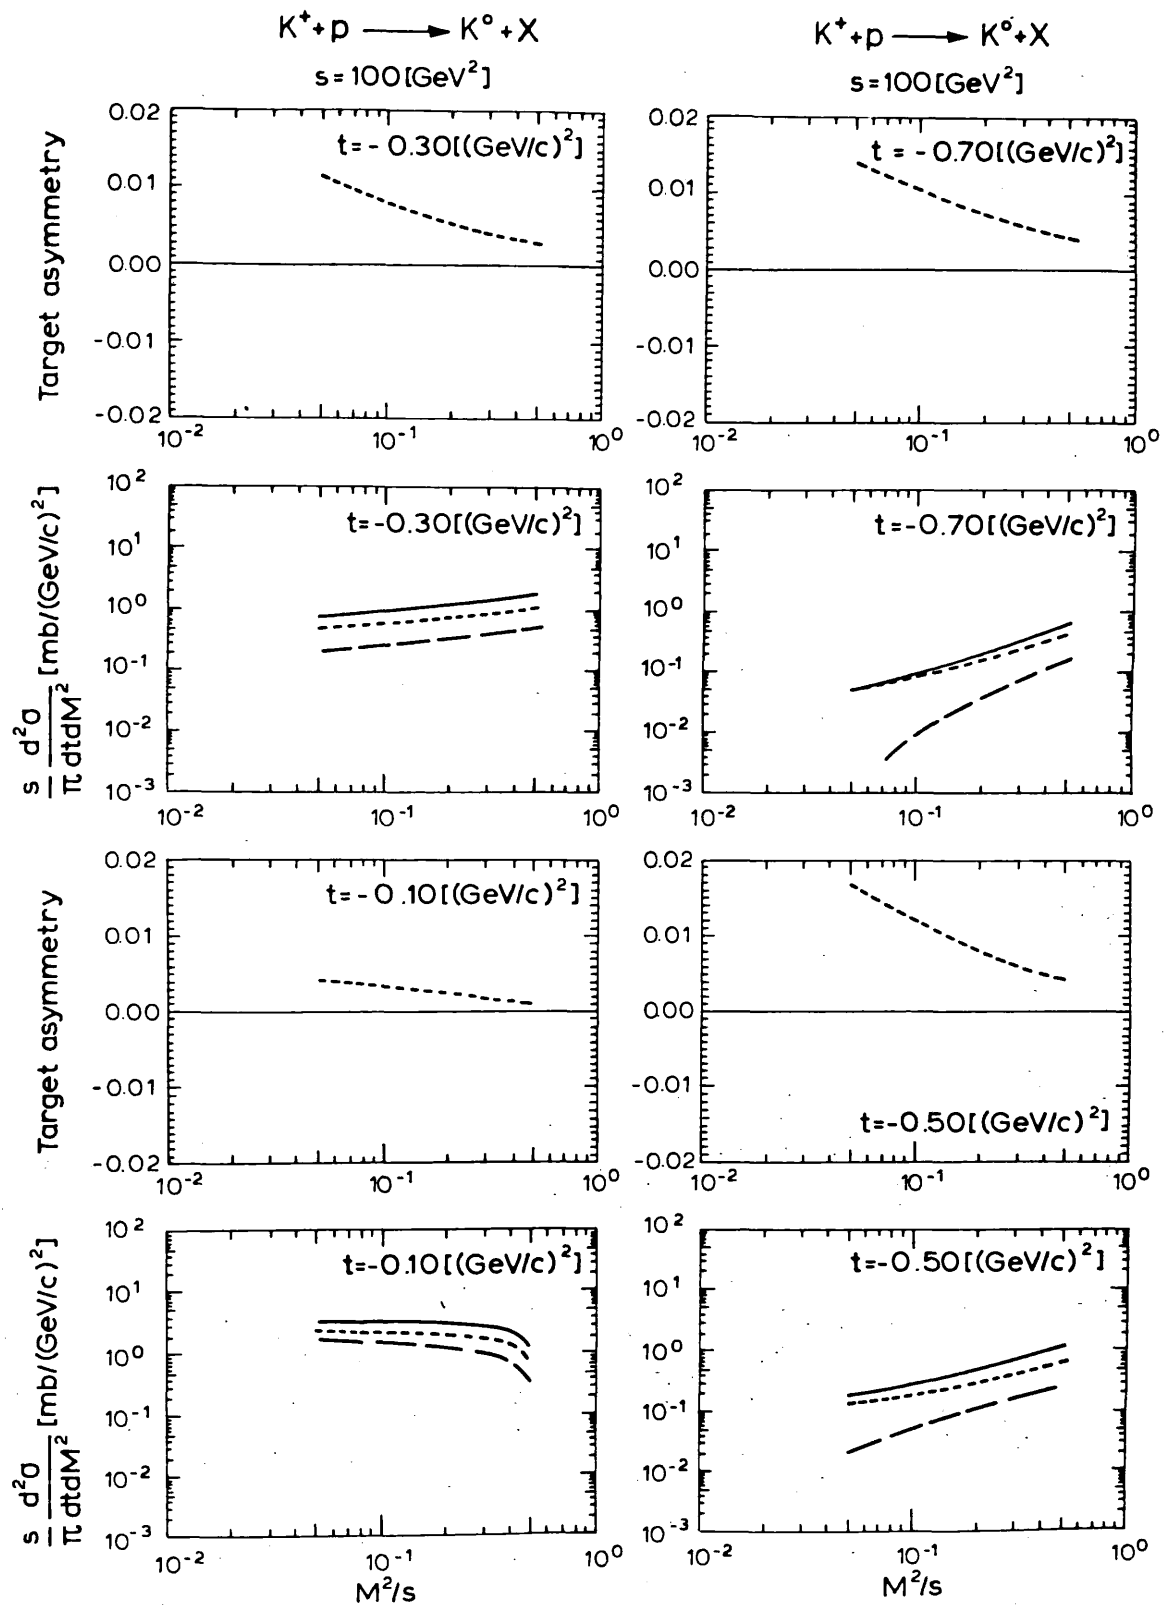 K⁺+p ⟶ K⁰+X
s=100[GeV²]
Target asymmetry
0.02
0.01
0.00
-0.01
-0.02
t=-0.30[(GeV/c)²]
10⁻² 10⁻¹ 10⁰
K⁺+p ⟶ K⁰+X
s=100[GeV²]
0.02
0.01
0.00
-0.01
-0.02
t = -0.70[(GeV/c)²]
10⁻² 10⁻¹ 10⁰
s/π d²σ/dtdM² [mb/(GeV/c)²]
10²
10¹
10⁰
10⁻¹
10⁻²
10⁻³
t=-0.30[(GeV/c)²]
10⁻² 10⁻¹ 10⁰
10²
10¹
10⁰
10⁻¹
10⁻²
10⁻³
t=-0.70[(GeV/c)²]
10⁻² 10⁻¹ 10⁰
Target asymmetry
0.02
0.01
0.00
-0.01
-0.02
t=-0.10[(GeV/c)²]
10⁻² 10⁻¹ 10⁰
0.02
0.01
0.00
-0.01
-0.02
t=-0.50[(GeV/c)²]
10⁻² 10⁻¹ 10⁰
s/π d²σ/dtdM² [mb/(GeV/c)²]
10²
10¹
10⁰
10⁻¹
10⁻²
10⁻³
t=-0.10[(GeV/c)²]
10⁻² 10⁻¹ 10⁰
M²/s
10²
10¹
10⁰
10⁻¹
10⁻²
10⁻³
t=-0.50[(GeV/c)²]
10⁻² 10⁻¹ 10⁰
M²/s